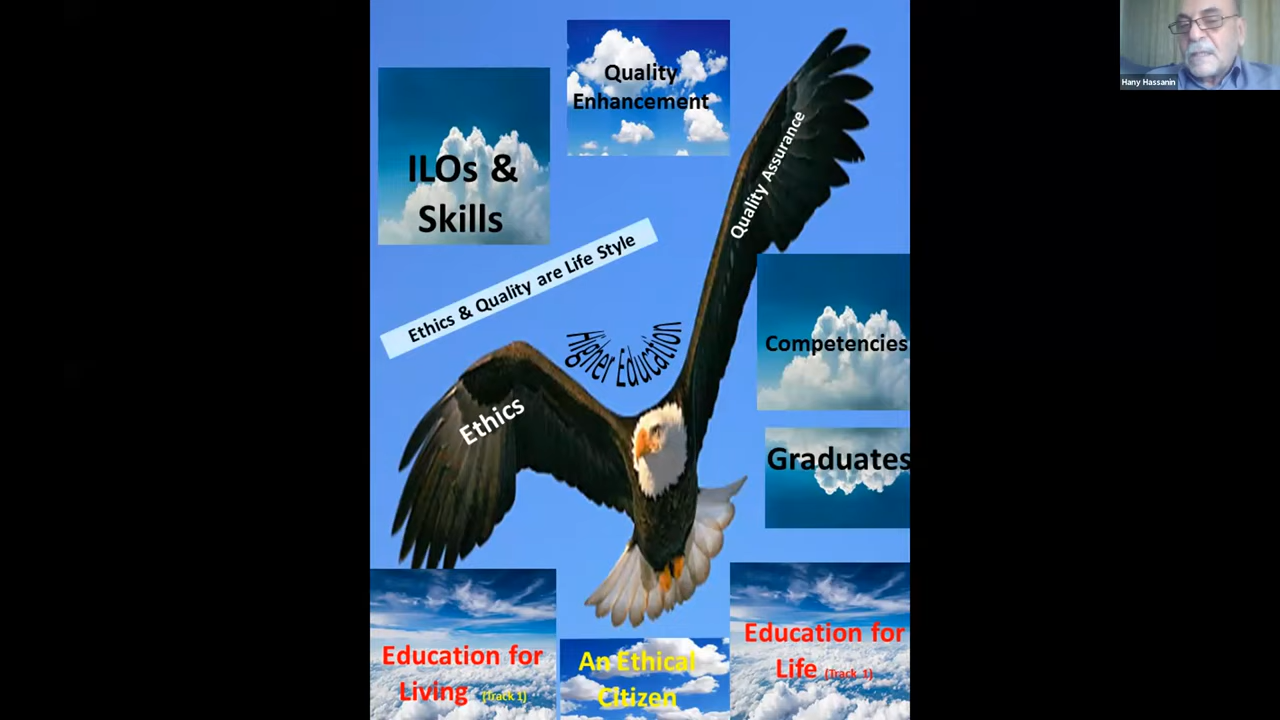 Hany Hassanin
Quality
Enhancement
ILOs &
Skills
Quality Assurance
Ethics & Quality are Life Style
Higher Education
Competencies
Ethics
Graduates
Education for
Living (Track 1)
An Ethical
Citizen
Education for
Life (Track 1)